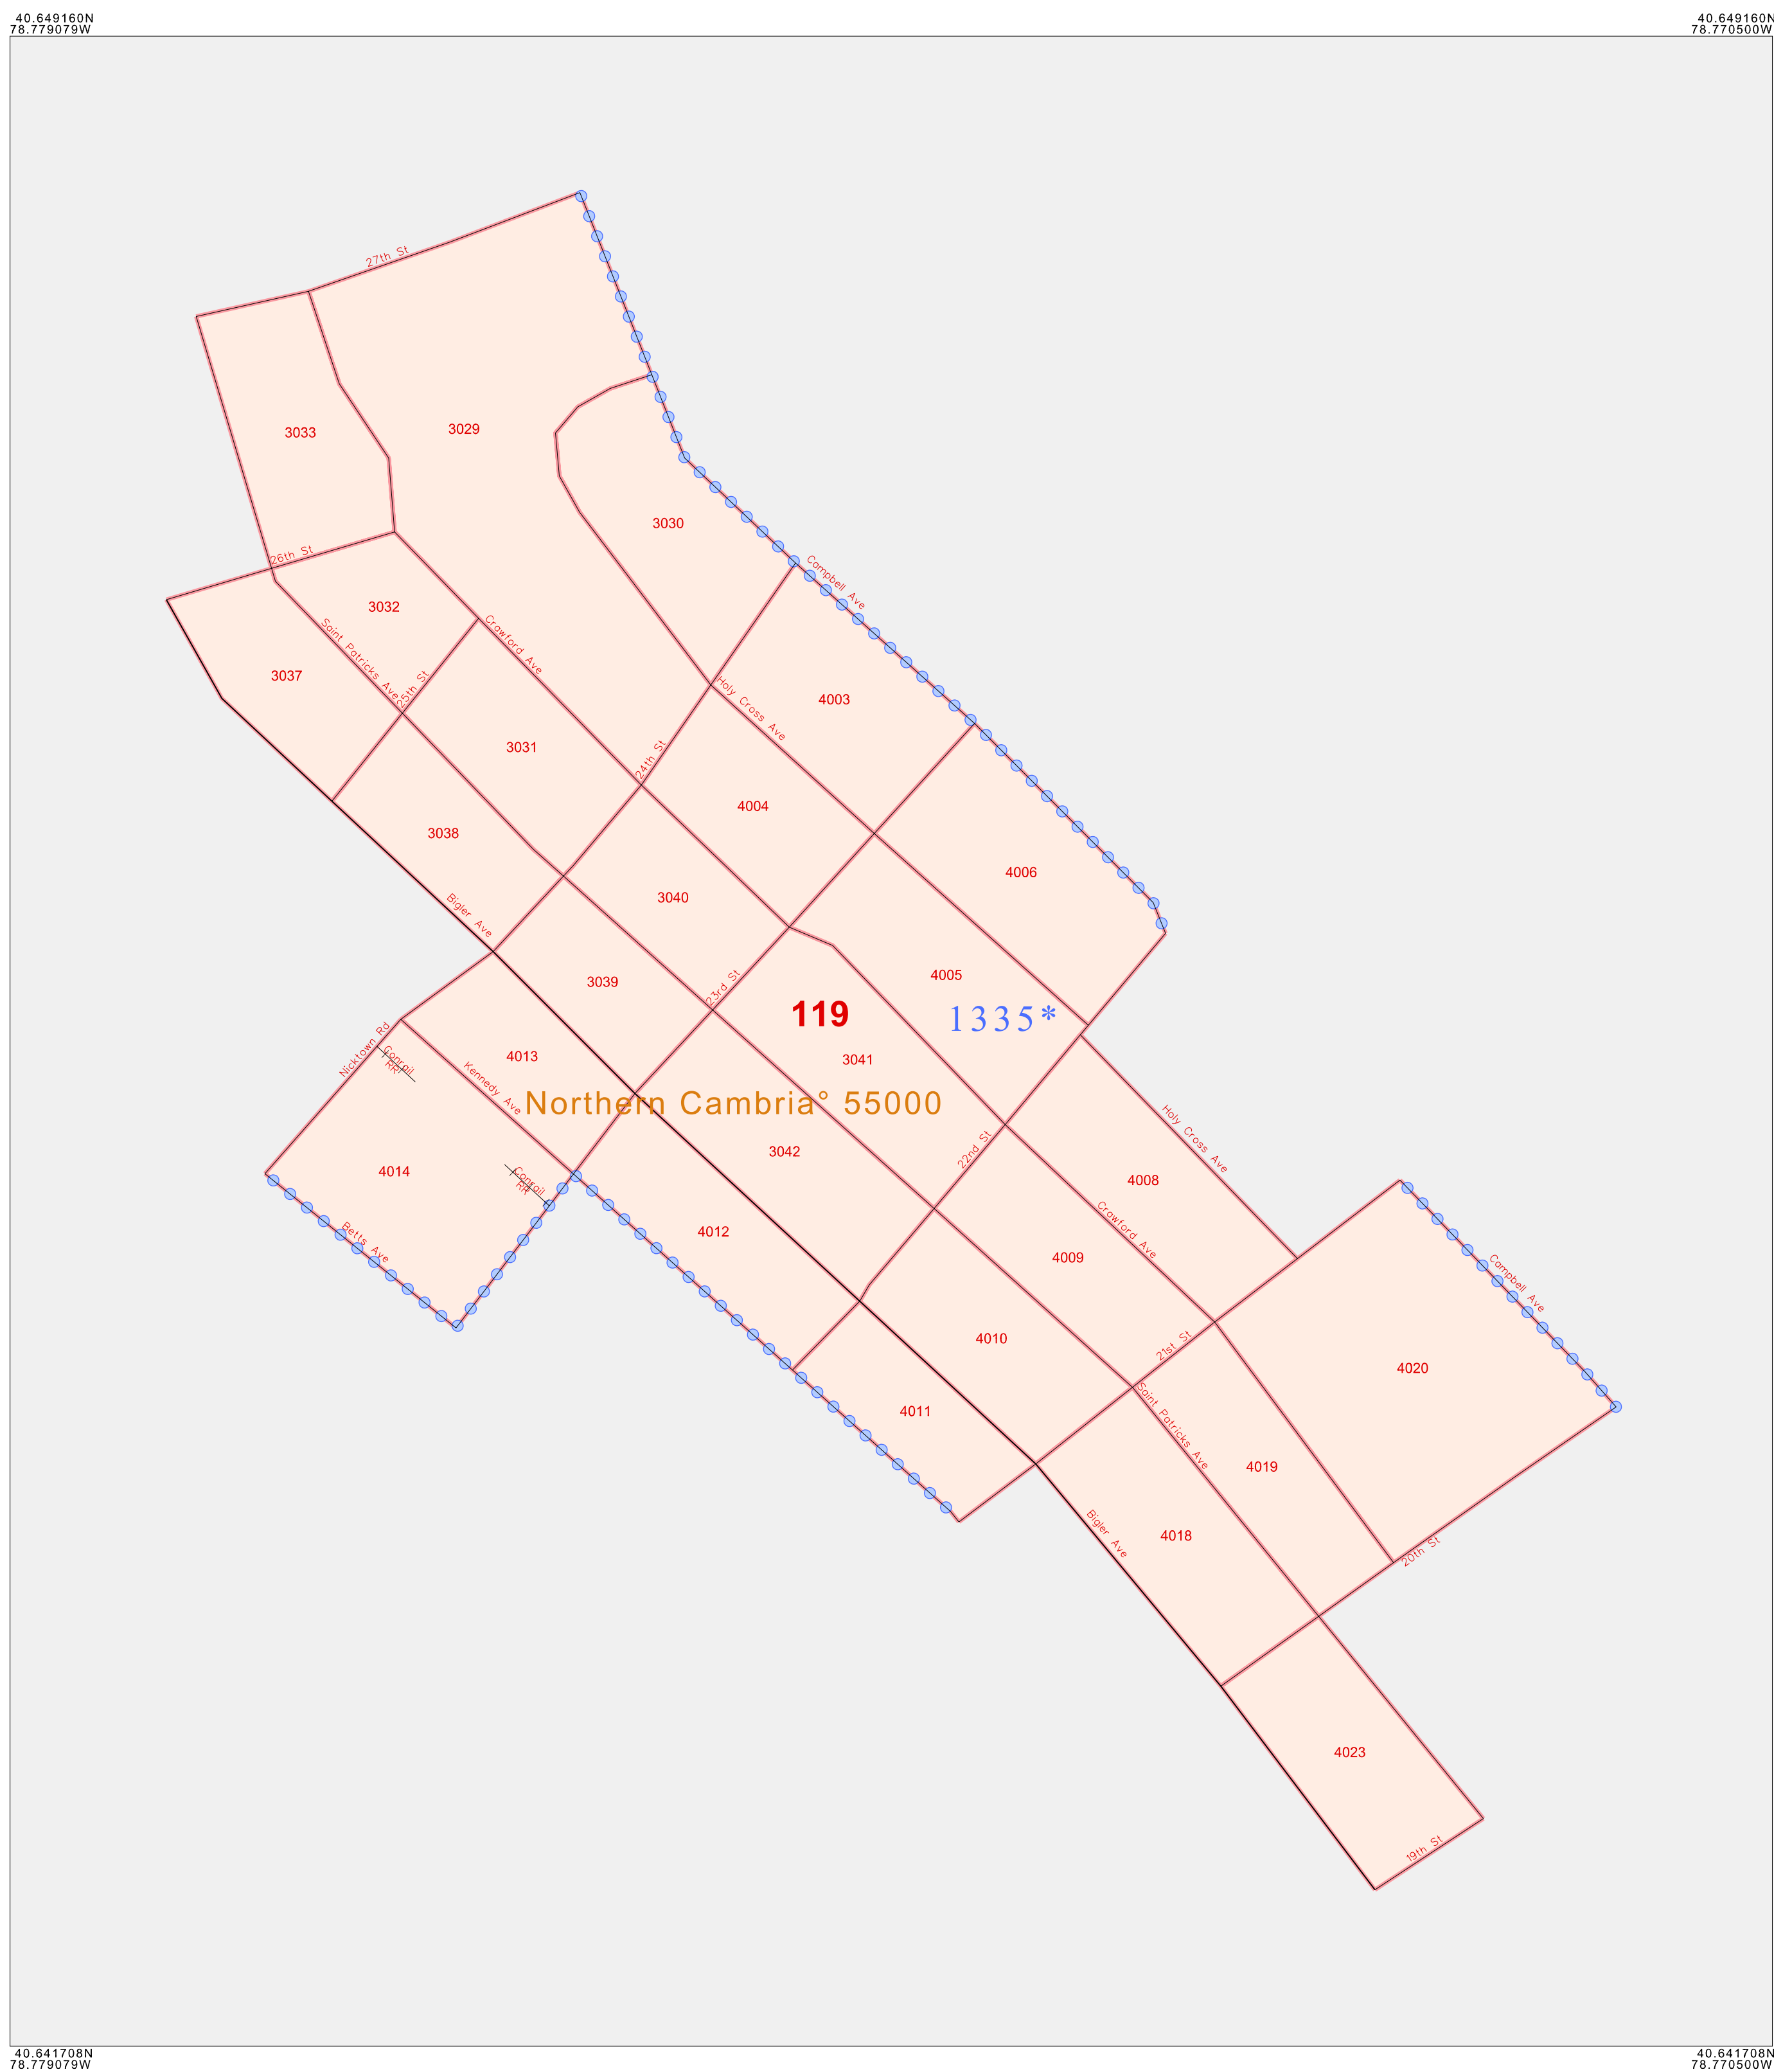 40.649160N
78.779079W
40.649160N
78.770500W
27th St
3033
3029
3030
26th St
Campbell Ave
3032
Saint Patricks Ave
Crawford Ave
3037
25th St
Holy Cross Ave
4003
3031
24th St
4004
3038
4006
3040
Bigler Ave
4005
3039
23rd St
119
1335*
Nicktown Rd
Conrail
RR
4013
3041
Kennedy Ave
Northern Cambria° 55000
Holy Cross Ave
22nd St
3042
4014
Conrail
RR
4008
4012
Betts Ave
Crawford Ave
4009
Campbell Ave
4010
21st St
4020
4011
Saint Patricks Ave
4019
4018
Bigler Ave
20th St
4023
19th St
40.641708N
78.779079W
40.641708N
78.770500W